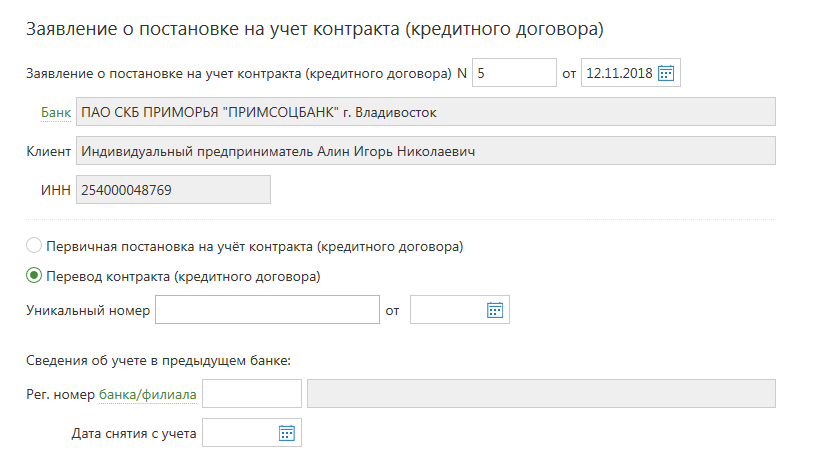 Заявление о постановке на учет контракта (кредитного договора)
Заявление о постановке на учет контракта (кредитного договора) N 5 от 12.11.2018
Банк ПАО СКБ ПРИМОРЬЯ "ПРИМСОЦБАНК" г. Владивосток
Клиент Индивидуальный предприниматель Алин Игорь Николаевич
ИНН 254000048769
Первичная постановка на учёт контракта (кредитного договора)
Перевод контракта (кредитного договора)
Уникальный номер от
Сведения об учете в предыдущем банке:
Рег. номер банка/филиала
Дата снятия с учета